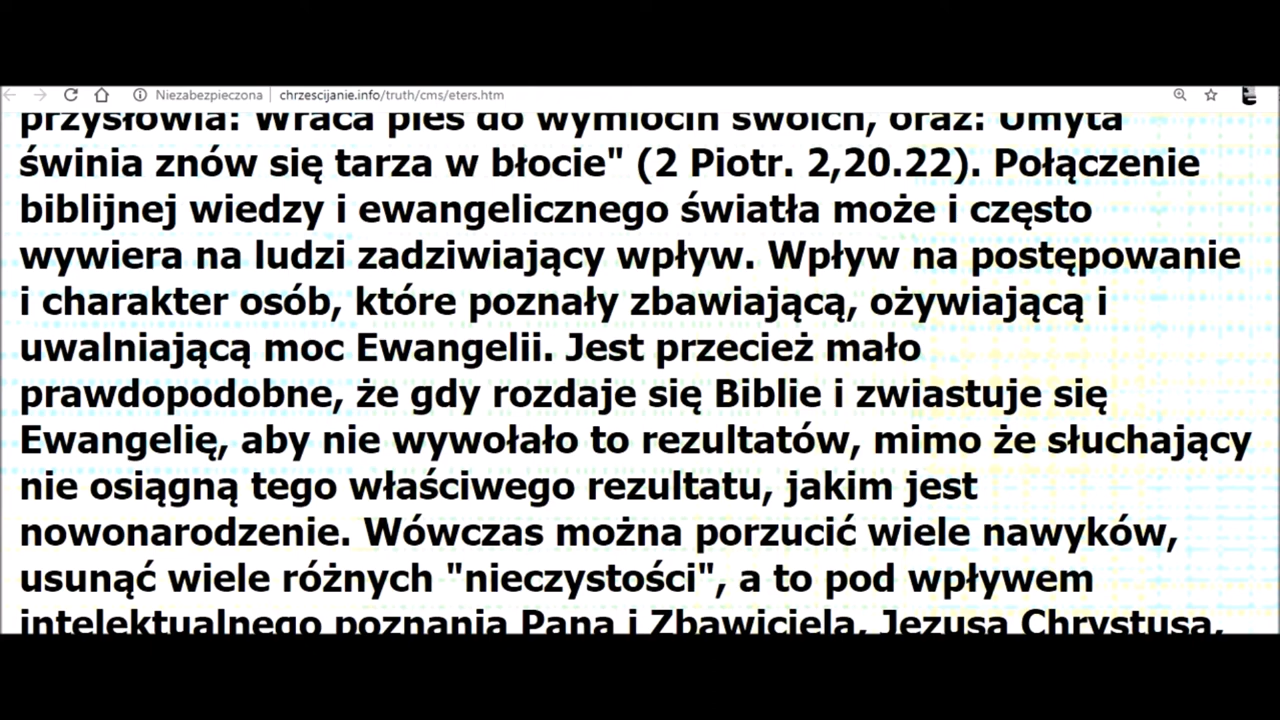 Niezabezpieczona chrzescijanie.info/truth/cms/eters.htm
przysłowia: Wraca pies do wymiocin swoich, oraz: Umyta
świnia znów się tarza w błocie" (2 Piotr. 2,20.22). Połączenie
biblijnej wiedzy i ewangelicznego światła może i często
wywiera na ludzi zadziwiający wpływ. Wpływ na postępowanie
i charakter osób, które poznały zbawiającą, ożywiającą i
uwalniającą moc Ewangelii. Jest przecież mało
prawdopodobne, że gdy rozdaje się Biblie i zwiastuje się
Ewangelię, aby nie wywołało to rezultatów, mimo że słuchający
nie osiągną tego właściwego rezultatu, jakim jest
nowonarodzenie. Wówczas można porzucić wiele nawyków,
usunąć wiele różnych "nieczystości", a to pod wpływem
intelektualnego poznania Pana i Zbawiciela, Jezusa Chrystusa,